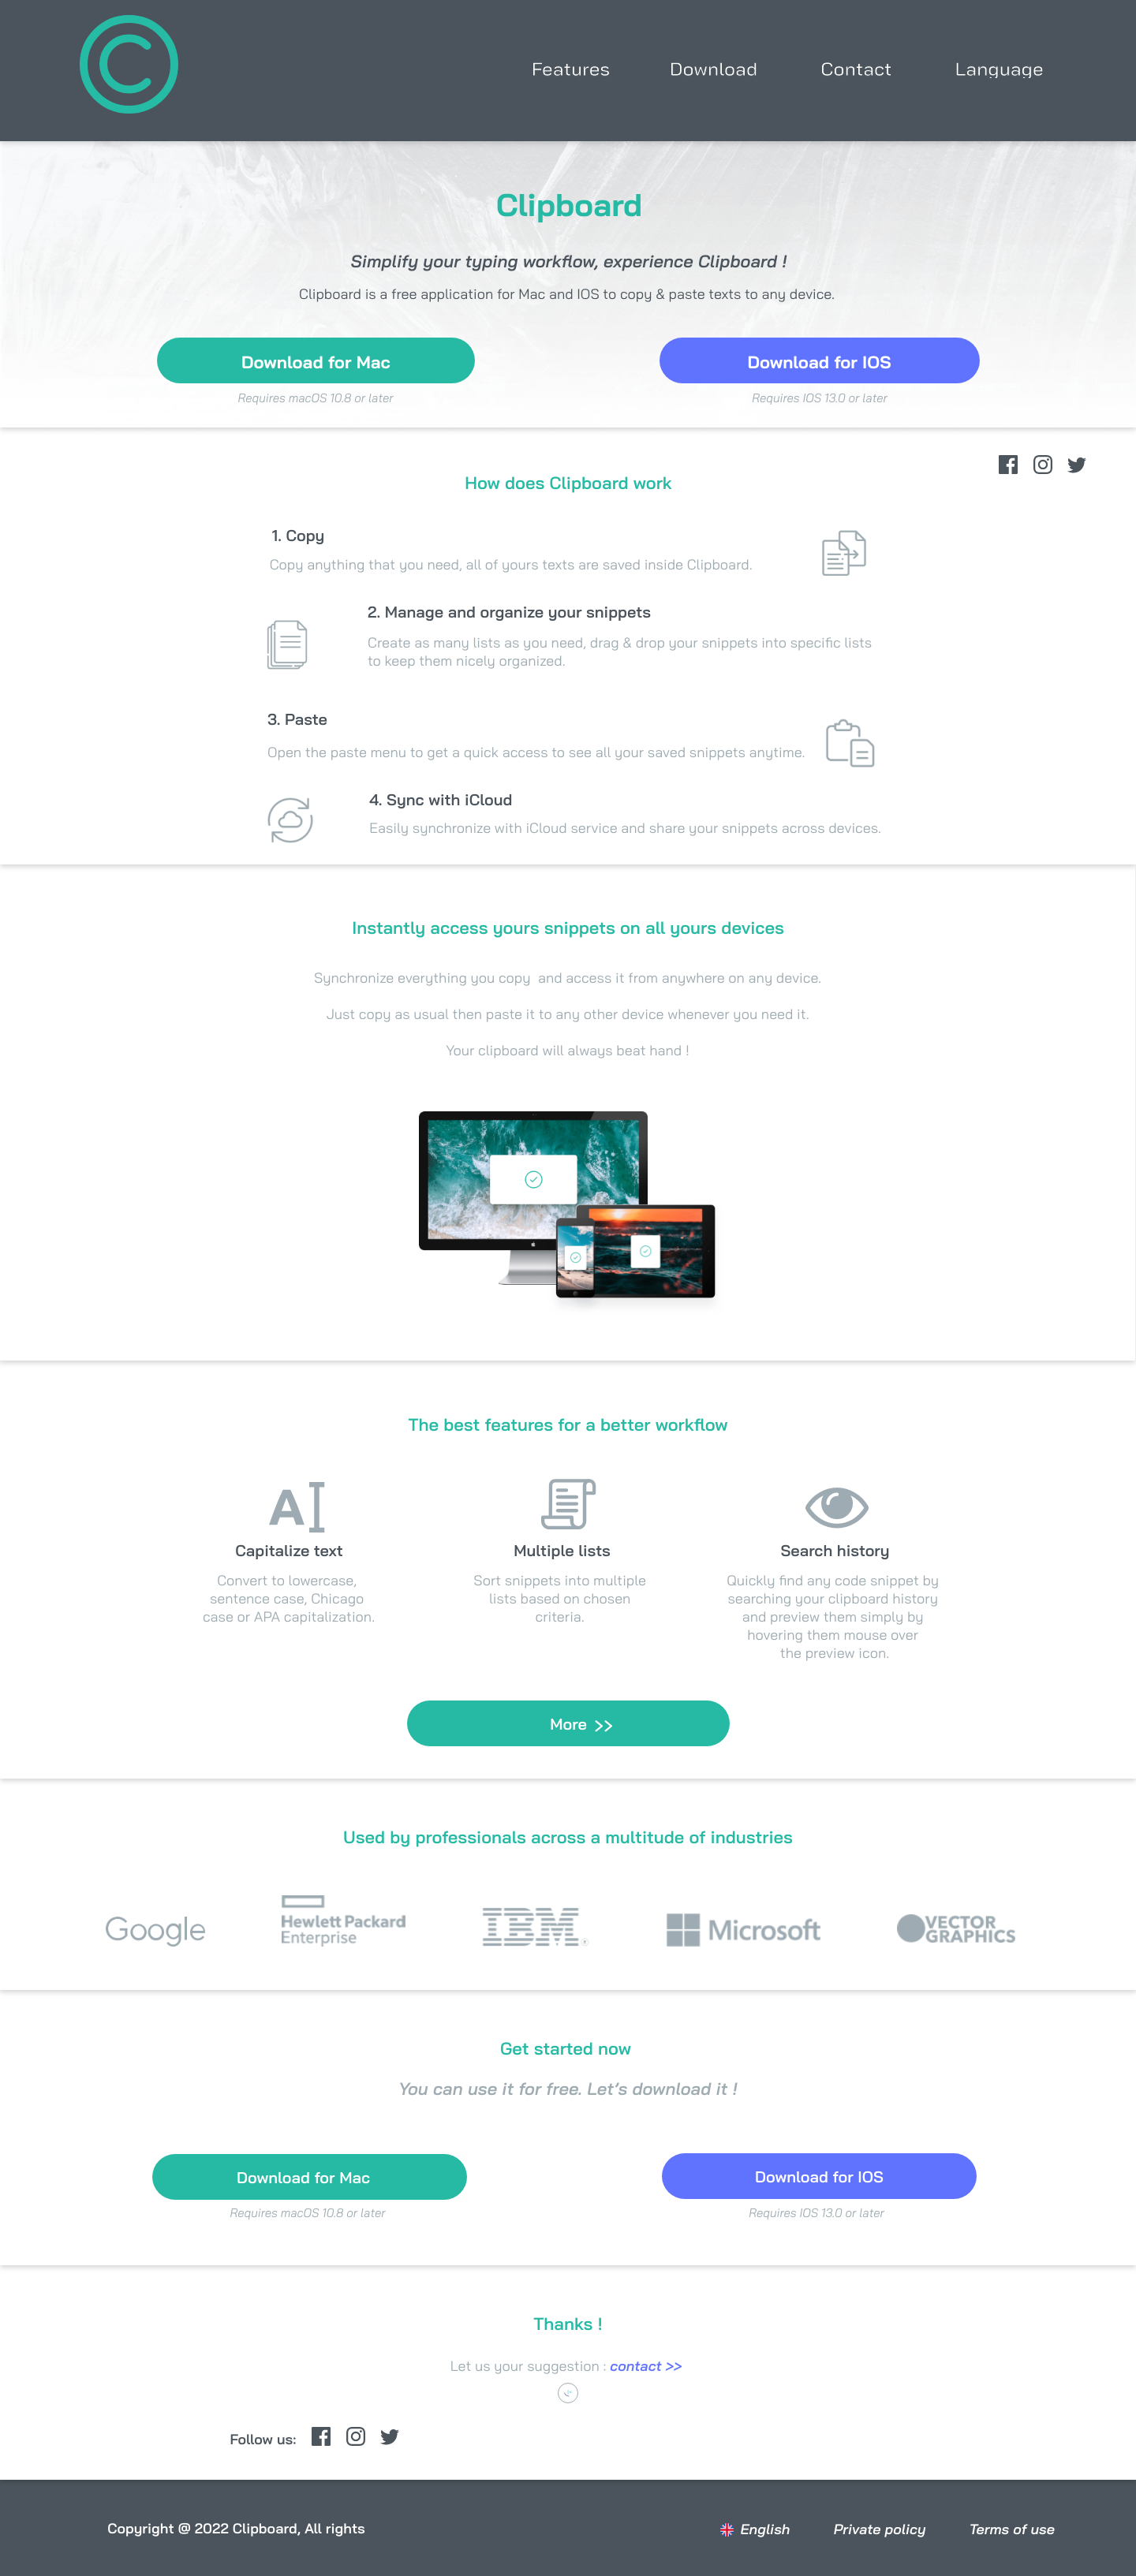 Features Download Contact Language
Clipboard
Simplify your typing workflow, experience Clipboard !
Clipboard is a free application for Mac and IOS to copy & paste texts to any device.
Download for Mac
Download for IOS
Requires macOS 10.8 or later
Requires IOS 13.0 or later
How does Clipboard work
1. Copy
Copy anything that you need, all of yours texts are saved inside Clipboard.
2. Manage and organize your snippets
Create as many lists as you need, drag & drop your snippets into specific lists
to keep them nicely organized.
3. Paste
Open the paste menu to get a quick access to see all your saved snippets anytime.
4. Sync with iCloud
Easily synchronize with iCloud service and share your snippets across devices.
Instantly access yours snippets on all yours devices
Synchronize everything you copy  and access it from anywhere on any device.
Just copy as usual then paste it to any other device whenever you need it.
Your clipboard will always beat hand !
The best features for a better workflow
Capitalize text
Convert to lowercase,
sentence case, Chicago
case or APA capitalization.
Multiple lists
Sort snippets into multiple
lists based on chosen
criteria.
Search history
Quickly find any code snippet by
searching your clipboard history
and preview them simply by
hovering them mouse over
the preview icon.
More >>
Used by professionals across a multitude of industries
Google
Hewlett Packard
Enterprise
IBM
Microsoft
VECTOR
GRAPHICS
Get started now
You can use it for free. Let's download it !
Download for Mac
Download for IOS
Requires macOS 10.8 or later
Requires IOS 13.0 or later
Thanks !
Let us your suggestion : contact >>
Follow us:
Copyright @ 2022 Clipboard, All rights
English Private policy Terms of use